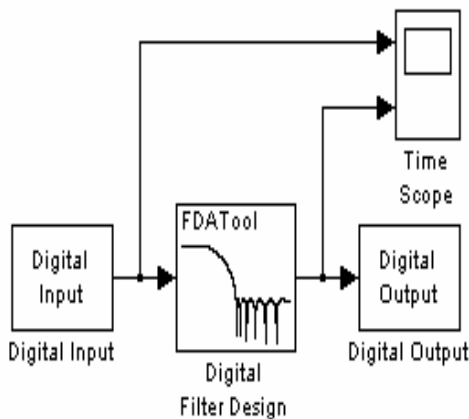 Time
Scope
FDATool
Digital
Input
Digital
Output
Digital Input
Digital
Filter Design
Digital Output